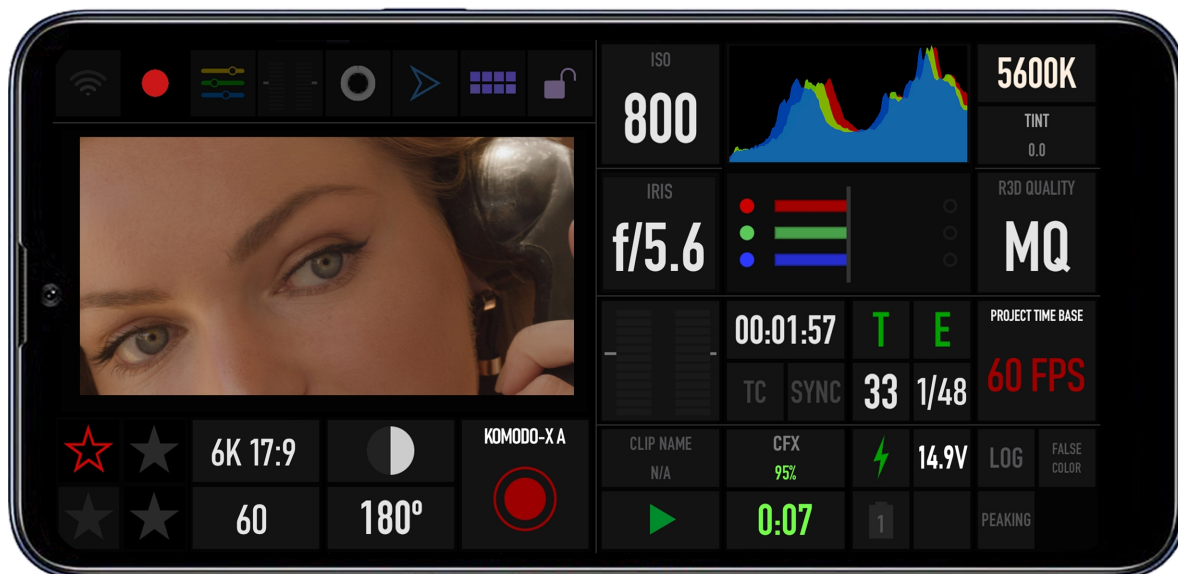 ISO
800
5600K
TINT
0.0
IRIS
f/5.6
R3D QUALITY
MQ
00:01:57
T
E
PROJECT TIME BASE
60 FPS
TC
SYNC
33
1/48
6K 17:9
KOMODO-X A
60
180º
CLIP NAME
N/A
CFX
95%
14.9V
LOG
FALSE
COLOR
0:07
1
PEAKING